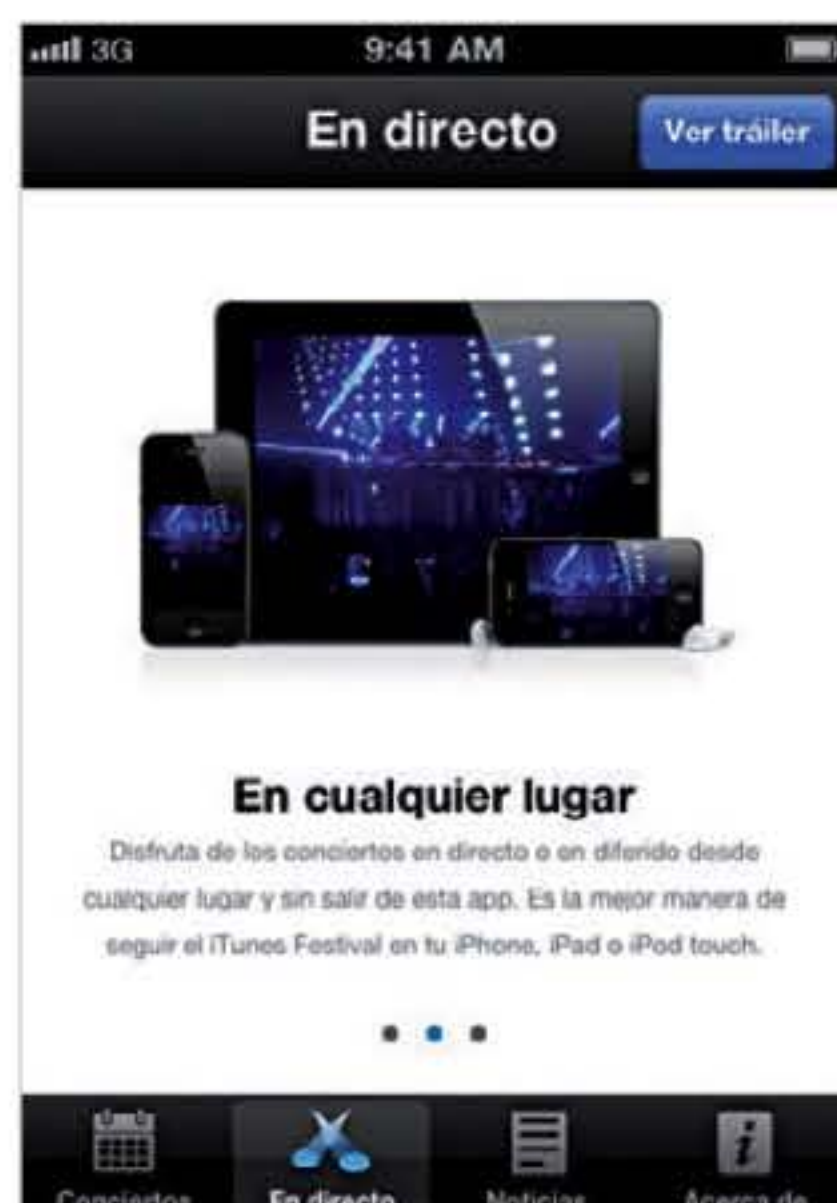 3G 9:41 AM
En directo Ver tráiler
En cualquier lugar
Disfruta de los conciertos en directo o en diferido desde
cualquier lugar y sin salir de esta app. Es la mejor manera de
seguir el iTunes Festival en tu iPhone, iPad o iPod touch.
Conciertos En directo Noticias Acerca de